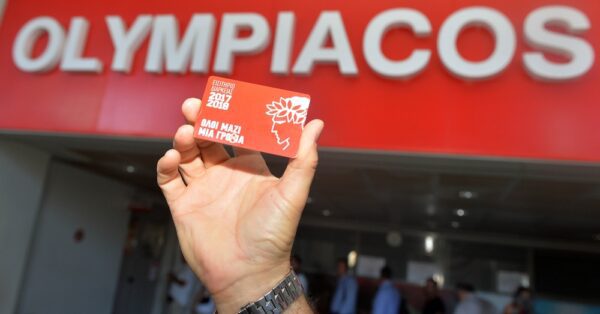 OLYMPIACOS
ΕΙΣΙΤΗΡΙΟ
ΔΙΑΡΚΕΙΑΣ
2017
2018
ΟΛΟΙ ΜΑΖΙ
ΜΙΑ ΓΡΟΘΙΑ